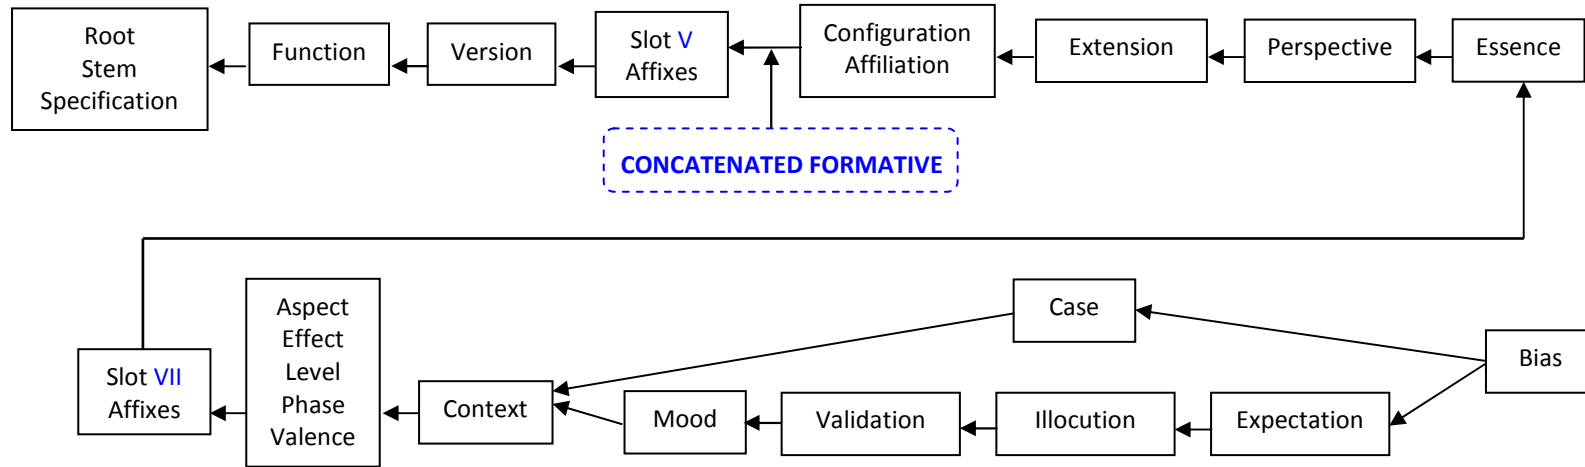 Root
Stem
Specification
Function
Version
Slot V
Affixes
Configuration
Affiliation
Extension
Perspective
Essence
CONCATENATED FORMATIVE
Slot VII
Affixes
Aspect
Effect
Level
Phase
Valence
Context
Case
Mood
Validation
Illocution
Expectation
Bias